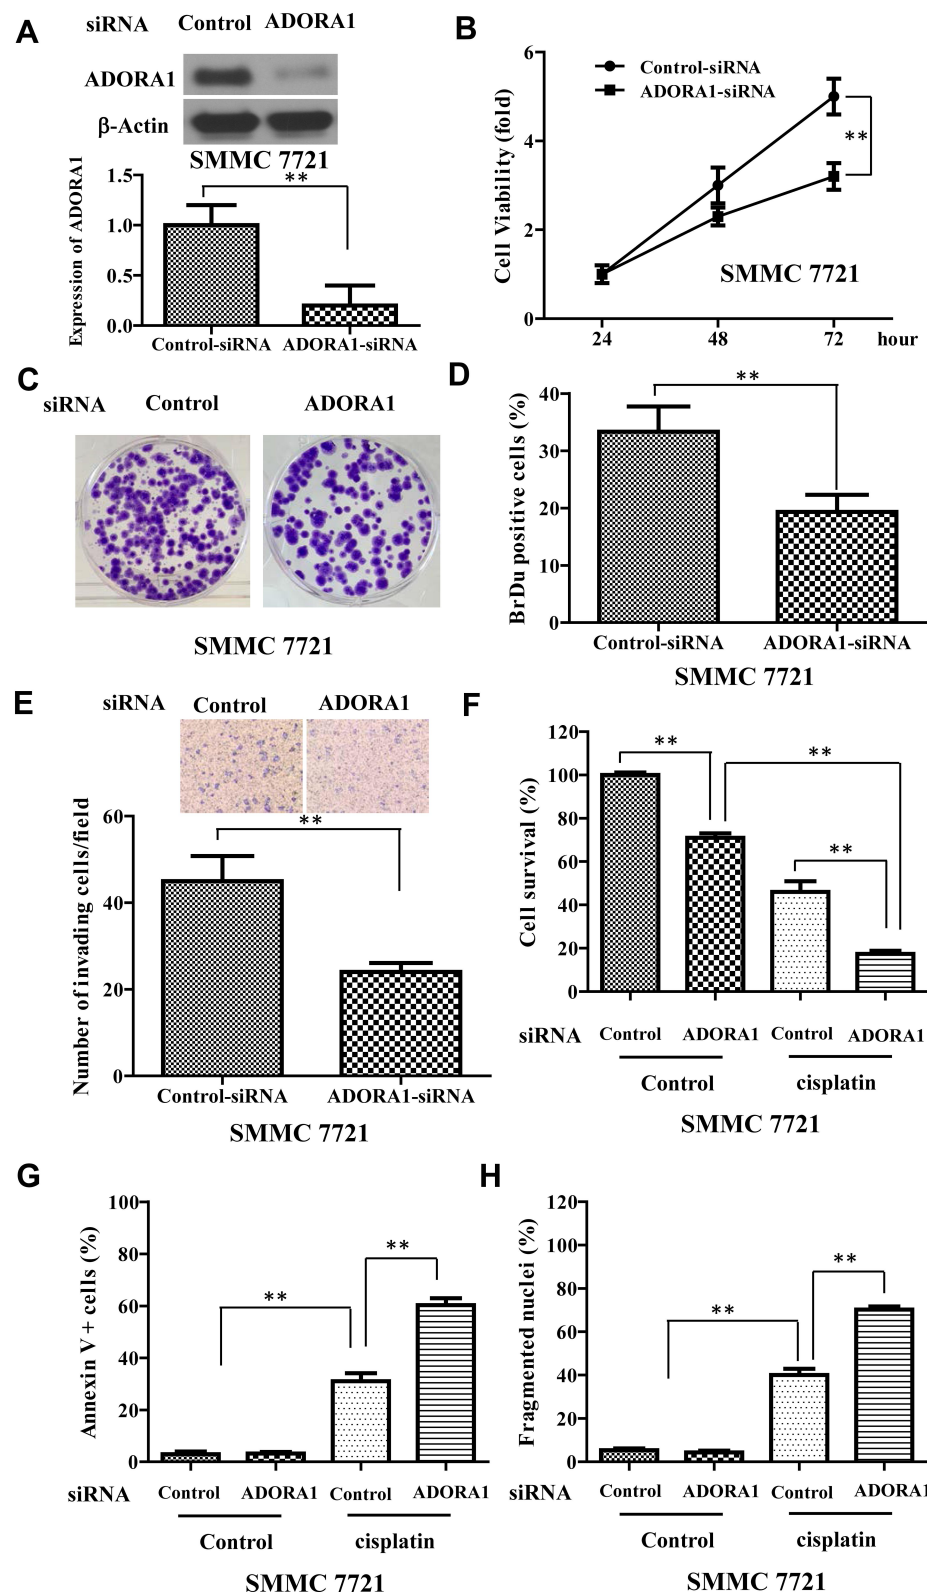 A
siRNA Control ADORA1
ADORA1
β-Actin
SMMC 7721
Expression of ADORA1
1.5
1.0
0.5
0.0
**
Control-siRNA ADORA1-siRNA
B
Cell Viability (fold)
6
4
2
0
Control-siRNA
ADORA1-siRNA
**
SMMC 7721
24 48 72 hour
C
siRNA Control ADORA1
SMMC 7721
D
BrDu positive cells (%)
40
30
20
10
0
**
Control-siRNA ADORA1-siRNA
SMMC 7721
E
siRNA Control ADORA1
Number of invading cells/field
60
40
20
0
**
Control-siRNA ADORA1-siRNA
SMMC 7721
F
Cell survival (%)
120
100
80
60
40
20
0
**
**
**
siRNA Control ADORA1 Control ADORA1
Control cisplatin
SMMC 7721
G
Annexin V + cells (%)
100
80
60
40
20
0
**
**
siRNA Control ADORA1 Control ADORA1
Control cisplatin
SMMC 7721
H
Fragmented nuclei (%)
120
100
80
60
40
20
0
**
**
siRNA Control ADORA1 Control ADORA1
Control cisplatin
SMMC 7721